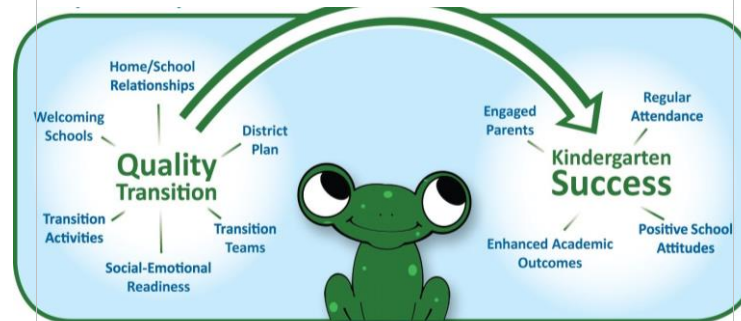 Home/School
Relationships
Welcoming
Schools
District
Plan
Quality
Transition
Transition
Activities
Transition
Teams
Social-Emotional
Readiness
Engaged
Parents
Regular
Attendance
Kindergarten
Success
Enhanced Academic
Outcomes
Positive School
Attitudes